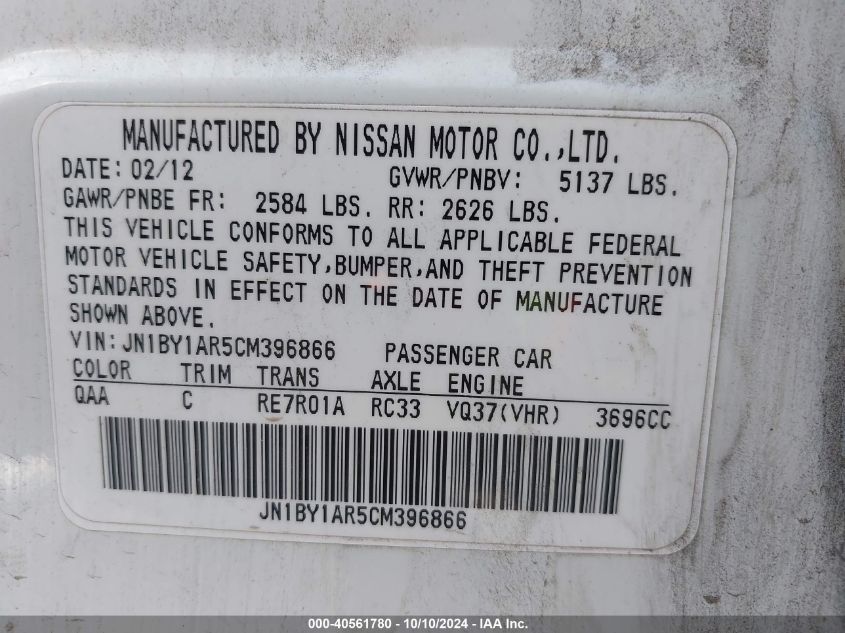 MANUFACTURED BY NISSAN MOTOR CO.,LTD.
DATE: 02/12 GVWR/PNBV: 5137 LBS.
GAWR/PNBE FR: 2584 LBS. RR: 2626 LBS.
THIS VEHICLE CONFORMS TO ALL APPLICABLE FEDERAL
MOTOR VEHICLE SAFETY,BUMPER,AND THEFT PREVENTION
STANDARDS IN EFFECT ON THE DATE OF MANUFACTURE
SHOWN ABOVE.
VIN: JN1BY1AR5CM396866 PASSENGER CAR
COLOR TRIM TRANS AXLE ENGINE
QAA C RE7R01A RC33 VQ37(VHR) 3696CC
JN1BY1AR5CM396866
000-40561780 - 10/10/2024 - IAA Inc.